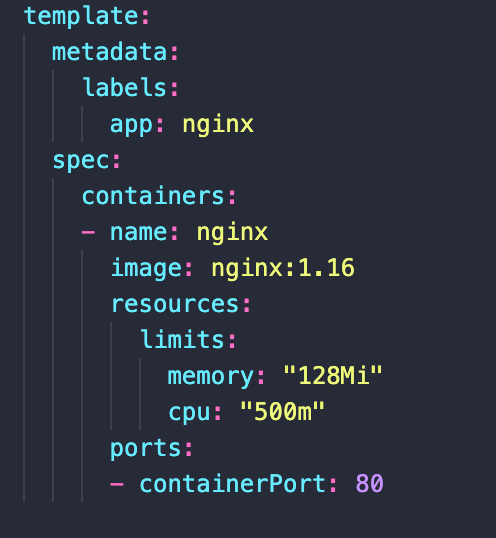 template:
  metadata:
    labels:
      app: nginx
  spec:
    containers:
    - name: nginx
      image: nginx:1.16
      resources:
        limits:
          memory: "128Mi"
          cpu: "500m"
      ports:
      - containerPort: 80